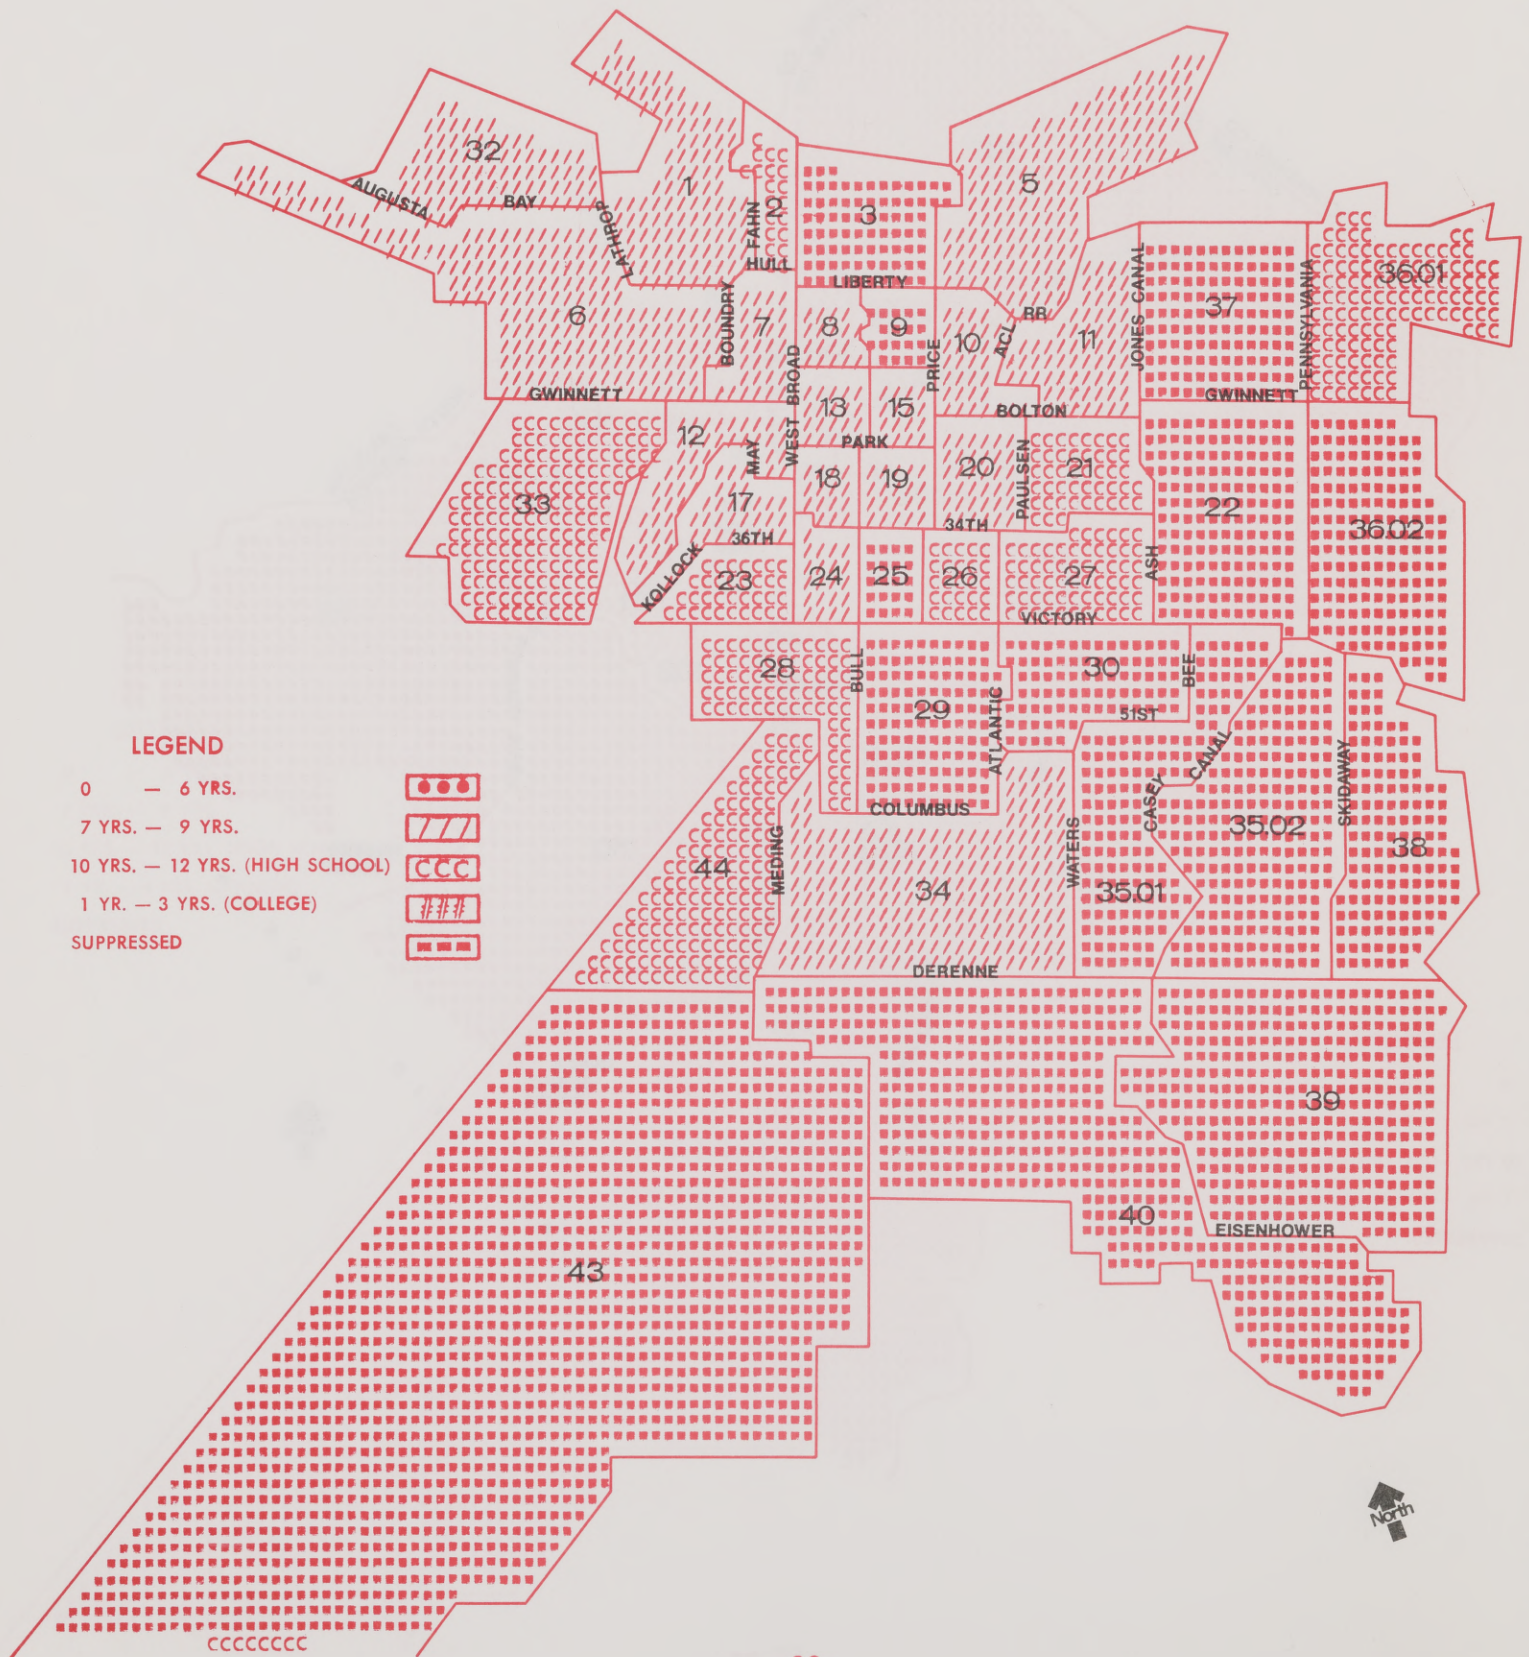 32
1
2
3
5
AUGUSTA
BAY
LATHROP
FAHN
HULL
LIBERTY
36.01
6
BOUNDRY
7
8
9
10
ACL
RR
11
JONES CANAL
37
PENNSYLVANIA
PRICE
WEST BROAD
GWINNETT
GWINNETT
13
15
BOLTON
12
MAY
PARK
33
17
18
19
20
PAULSEN
21
22
36.02
36TH
34TH
KOLLOCK
23
24
25
26
27
ASH
VICTORY
28
BULL
29
ATLANTIC
30
BEE
51ST
CANAL
CASEY
SKIDAWAY
COLUMBUS
44
MEDING
34
WATERS
35.01
35.02
38
DERENNE
LEGEND
0 — 6 YRS.
7 YRS. — 9 YRS.
10 YRS. — 12 YRS. (HIGH SCHOOL)
CCC
1 YR. — 3 YRS. (COLLEGE)
SUPPRESSED
39
40
EISENHOWER
43
North
CCCCCCCC